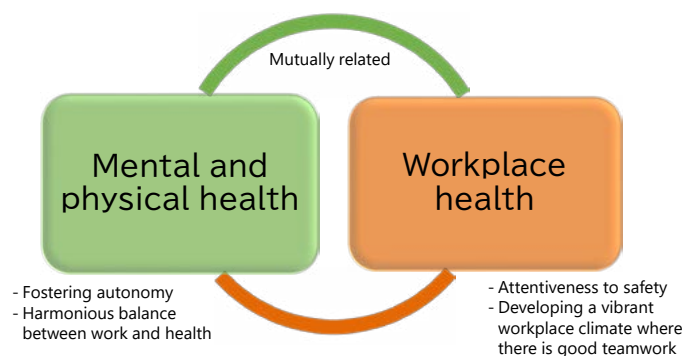 Mutually related
Mental and
physical health
Workplace
health
- Fostering autonomy
- Harmonious balance
between work and health
- Attentiveness to safety
- Developing a vibrant
workplace climate where
there is good teamwork